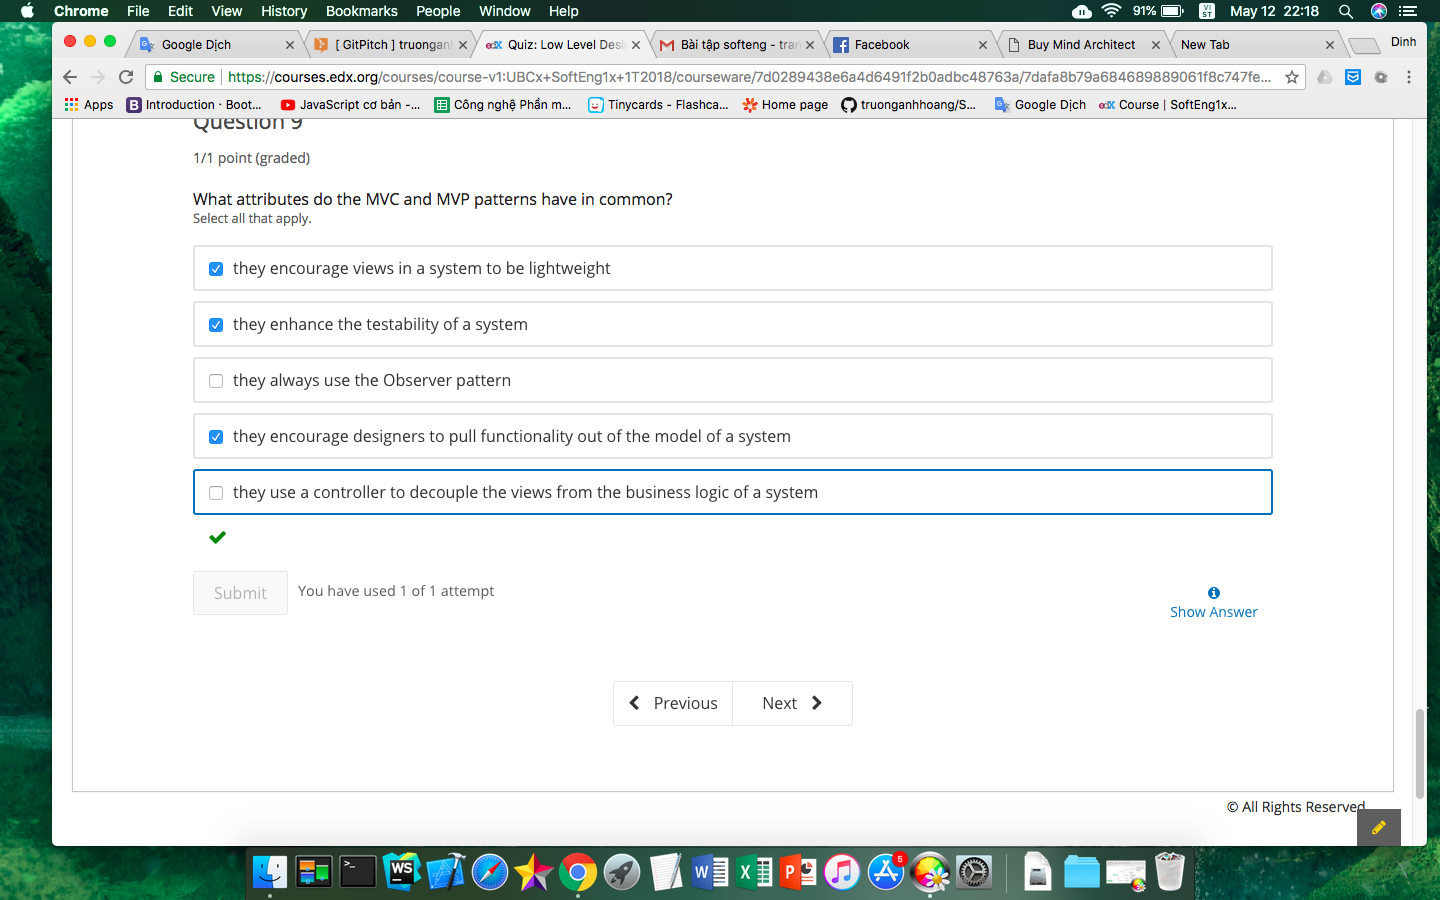 Chrome File Edit View History Bookmarks People Window Help 91% VI ST May 12 22:18
Google Dịch [ GitPitch ] truongan Quiz: Low Level Desi Bài tập softeng - tran Facebook Buy Mind Architect New Tab Dinh
Secure https://courses.edx.org/courses/course-v1:UBCx+SoftEng1x+1T2018/courseware/7d0289438e6a4d6491f2b0adbc48763a/7dafa8b79a684689889061f8c747fe...
Apps Introduction · Boot... JavaScript cơ bản -... Công nghệ Phần m... Tinycards - Flashca... Home page truonganhhoang/S... Google Dịch Course | SoftEng1x...
Question 9
1/1 point (graded)
What attributes do the MVC and MVP patterns have in common?
Select all that apply.
they encourage views in a system to be lightweight
they enhance the testability of a system
they always use the Observer pattern
they encourage designers to pull functionality out of the model of a system
they use a controller to decouple the views from the business logic of a system
Submit You have used 1 of 1 attempt
Show Answer
Previous Next
© All Rights Reserved